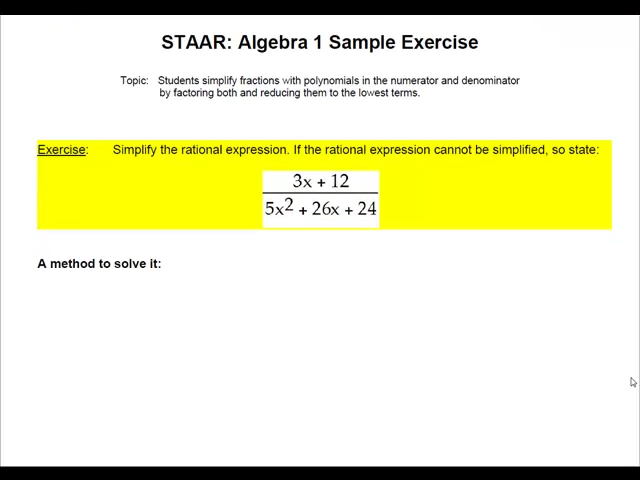 STAAR: Algebra 1 Sample Exercise
Topic: Students simplify fractions with polynomials in the numerator and denominator
by factoring both and reducing them to the lowest terms.
Exercise: Simplify the rational expression. If the rational expression cannot be simplified, so state:
3x + 12
5x² + 26x + 24
A method to solve it: